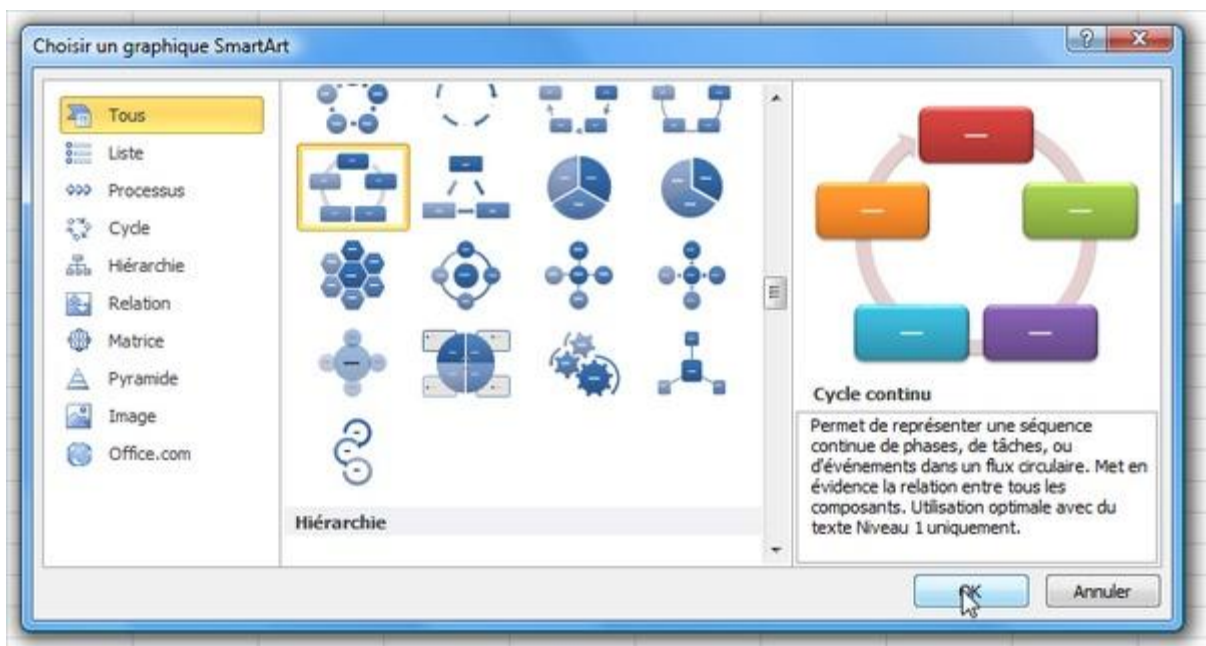 Choisir un graphique SmartArt
Tous
Liste
Processus
Cycle
Hiérarchie
Relation
Matrice
Pyramide
Image
Office.com
Hiérarchie
Cycle continu
Permet de représenter une séquence
continue de phases, de tâches, ou
d'événements dans un flux circulaire. Met en
évidence la relation entre tous les
composants. Utilisation optimale avec du
texte Niveau 1 uniquement.
OK
Annuler